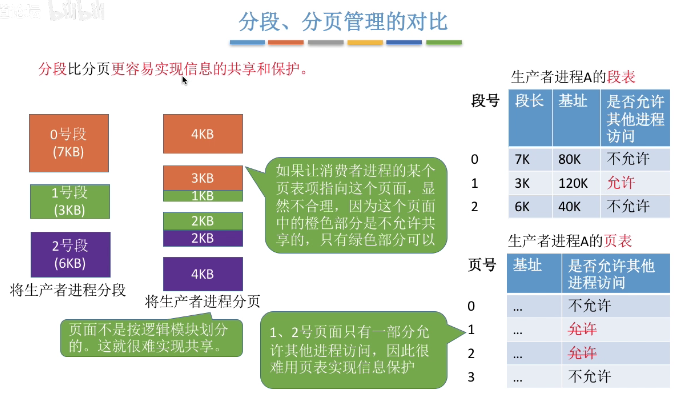 bilibili
分段、分页管理的对比
分段比分页更容易实现信息的共享和保护。
0号段
(7KB)
1号段
(3KB)
2号段
(6KB)
将生产者进程分段
4KB
3KB
1KB
2KB
2KB
4KB
将生产者进程分页
如果让消费者进程的某个
页表项指向这个页面，显
然不合理，因为这个页面
中的橙色部分是不允许共
享的，只有绿色部分可以
页面不是按逻辑模块划分
的。这就很难实现共享。
1、2号页面只有一部分允
许其他进程访问，因此很
难用页表实现信息保护
生产者进程A的段表
段号 段长 基址 是否允许
其他进程
访问
0 7K 80K 不允许
1 3K 120K 允许
2 6K 40K 不允许
生产者进程A的页表
页号 基址 是否允许其他
进程访问
0 ... 不允许
1 ... 允许
2 ... 允许
3 ... 不允许